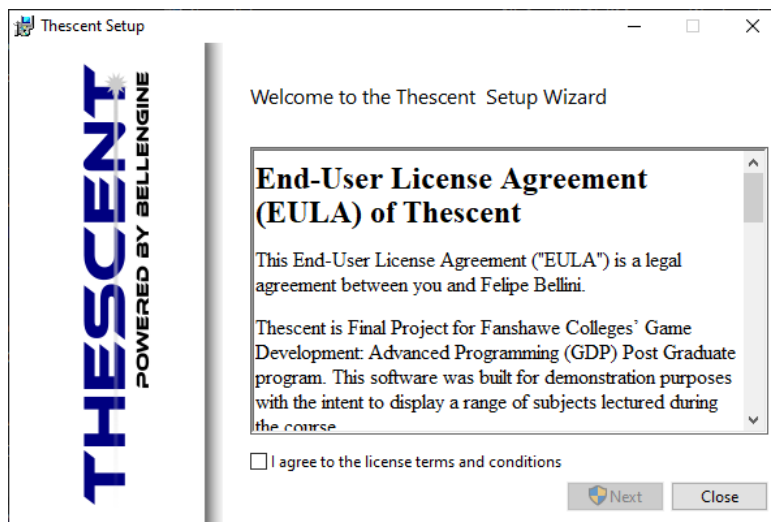 Thescent Setup
THESCENT
POWERED BY BELLENGINE
Welcome to the Thescent  Setup Wizard
End-User License Agreement
(EULA) of Thescent
This End-User License Agreement ("EULA") is a legal
agreement between you and Felipe Bellini.
Thescent is Final Project for Fanshawe Colleges’ Game
Development: Advanced Programming (GDP) Post Graduate
program. This software was built for demonstration purposes
with the intent to display a range of subjects lectured during
the course
I agree to the license terms and conditions
Next
Close